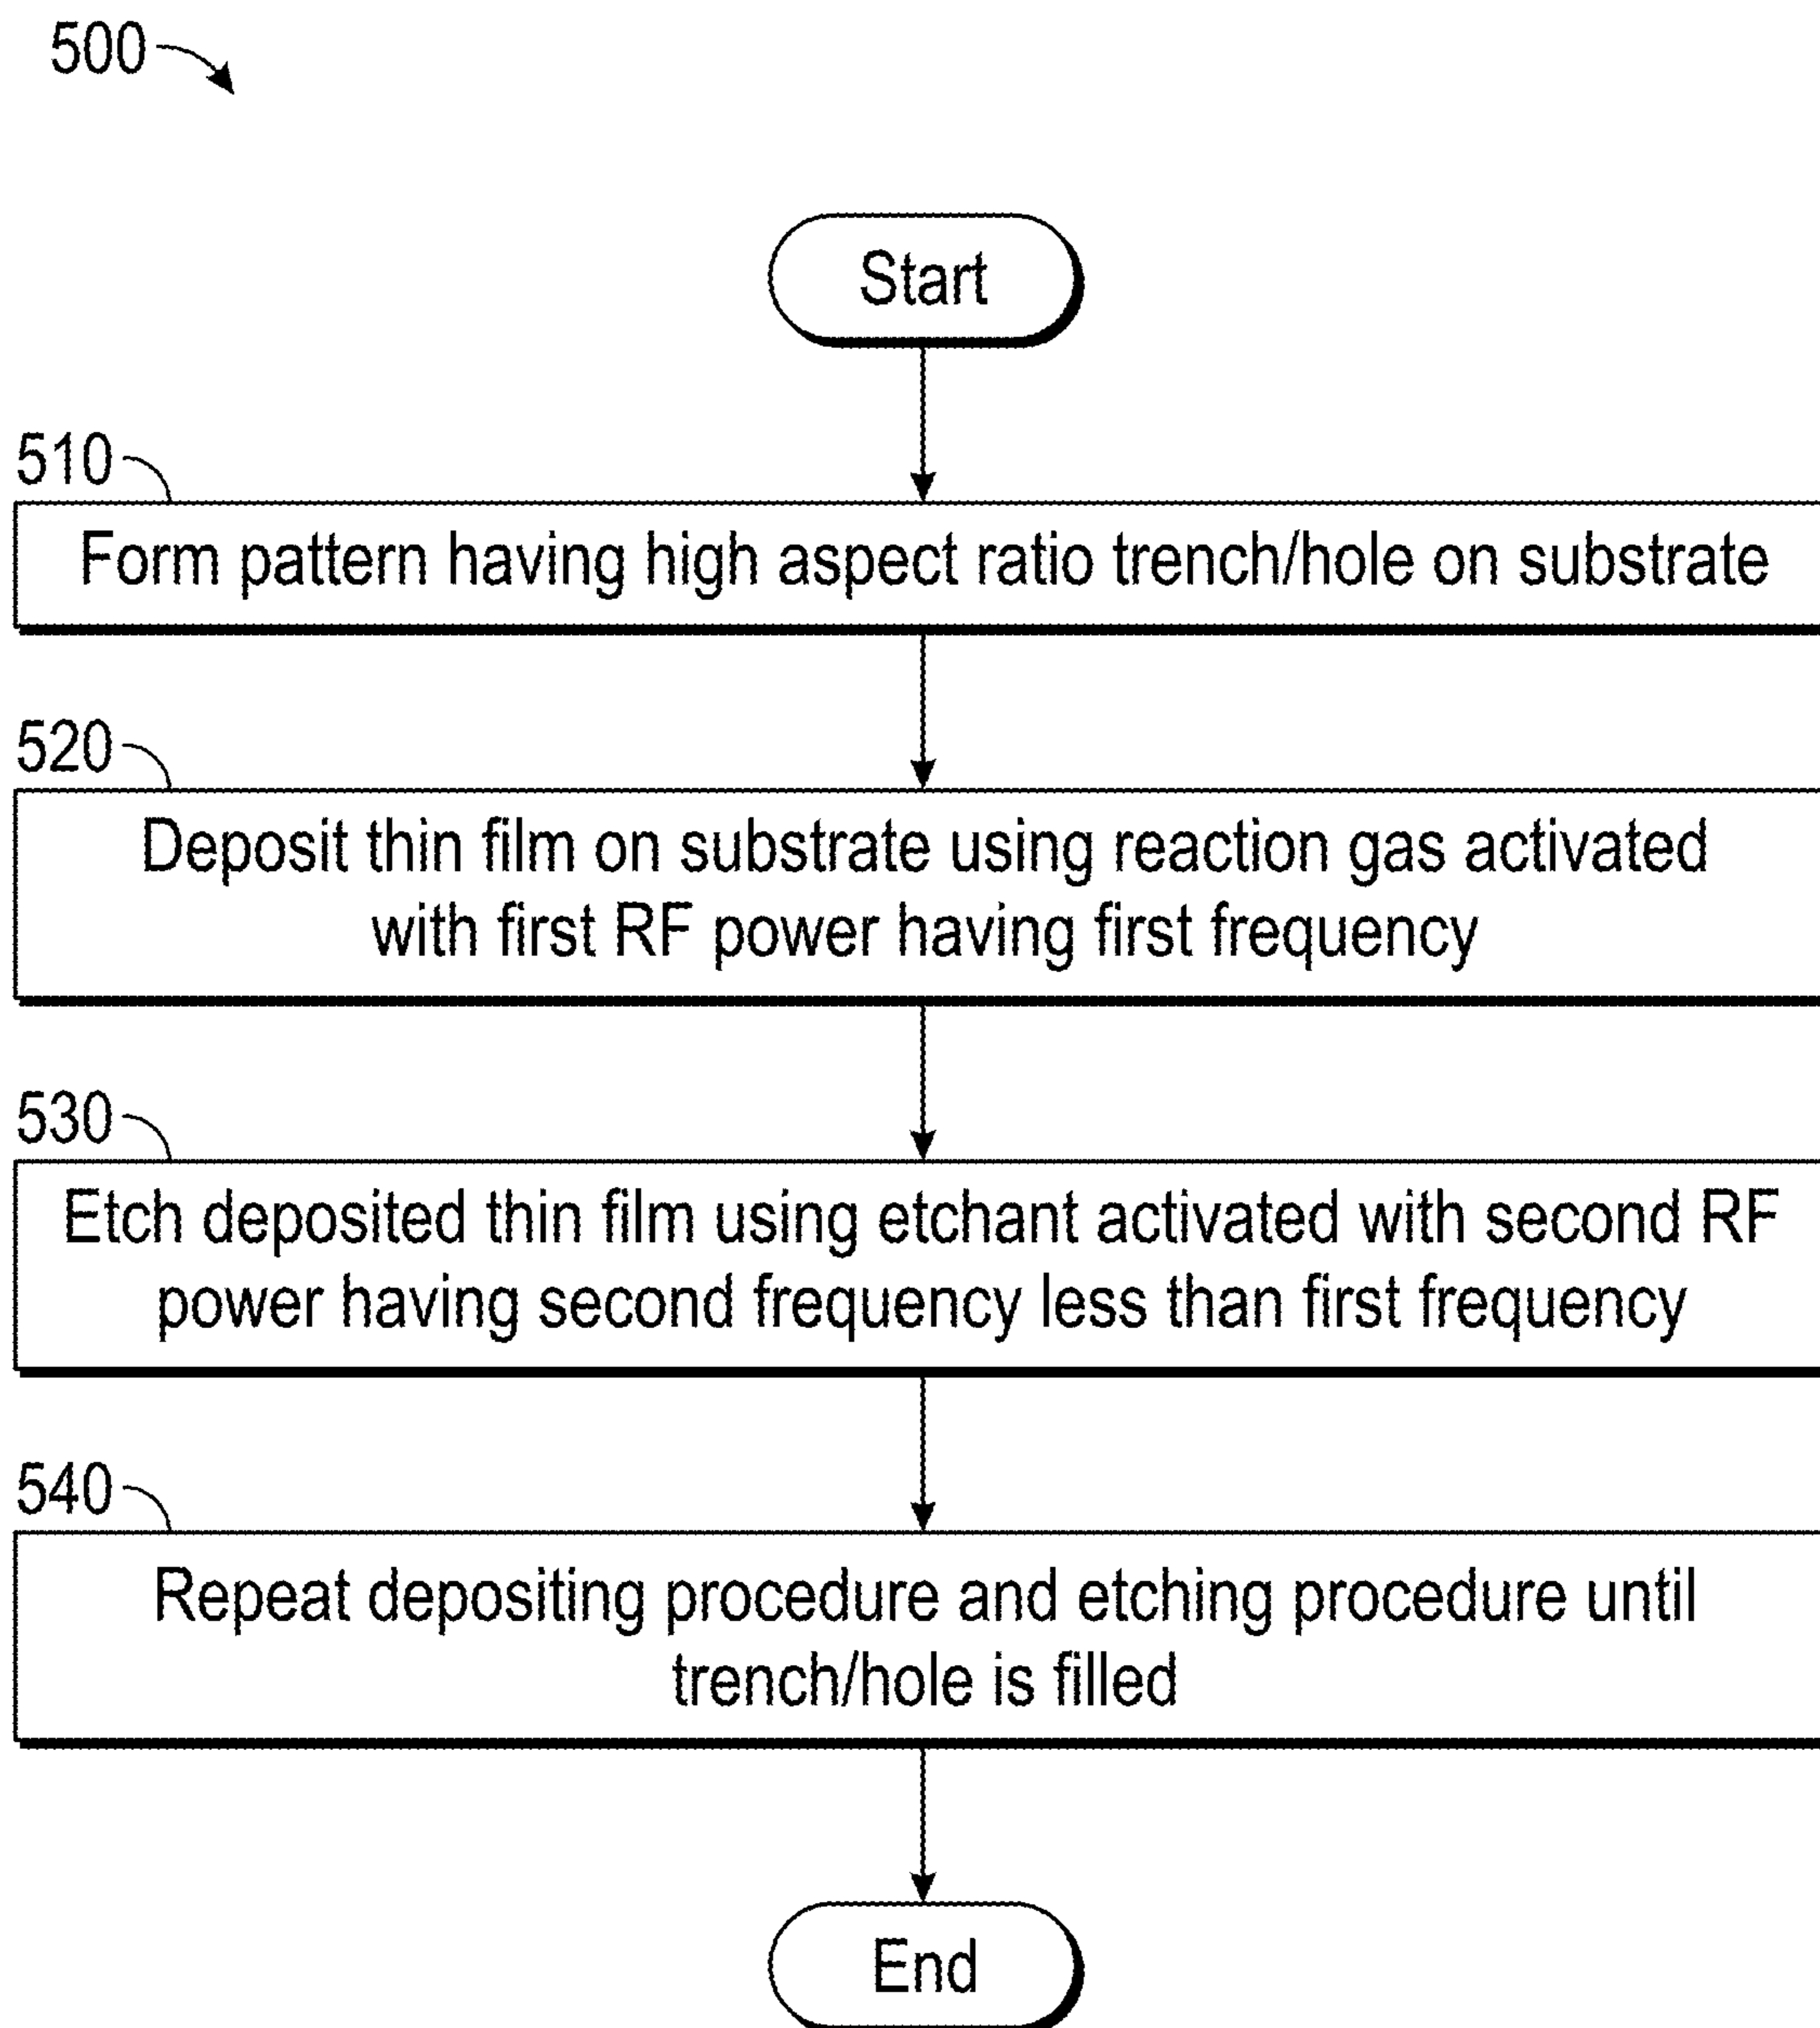 500
Start
510
Form pattern having high aspect ratio trench/hole on substrate
520
Deposit thin film on substrate using reaction gas activated
with first RF power having first frequency
530
Etch deposited thin film using etchant activated with second RF
power having second frequency less than first frequency
540
Repeat depositing procedure and etching procedure until
trench/hole is filled
End